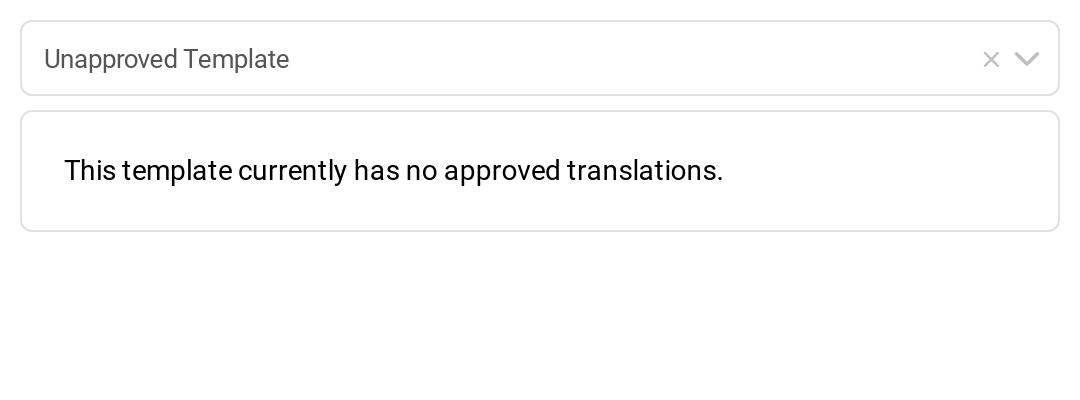 Unapproved Template
This template currently has no approved translations.